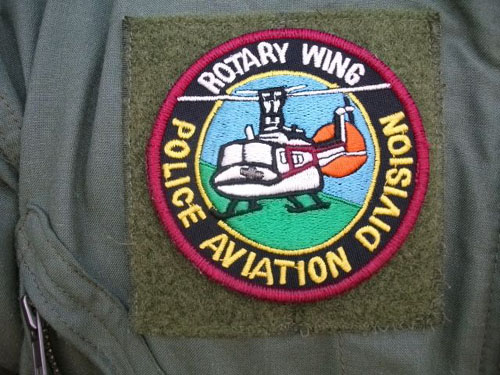 ROTARY WING
POLICE AVIATION DIVISION